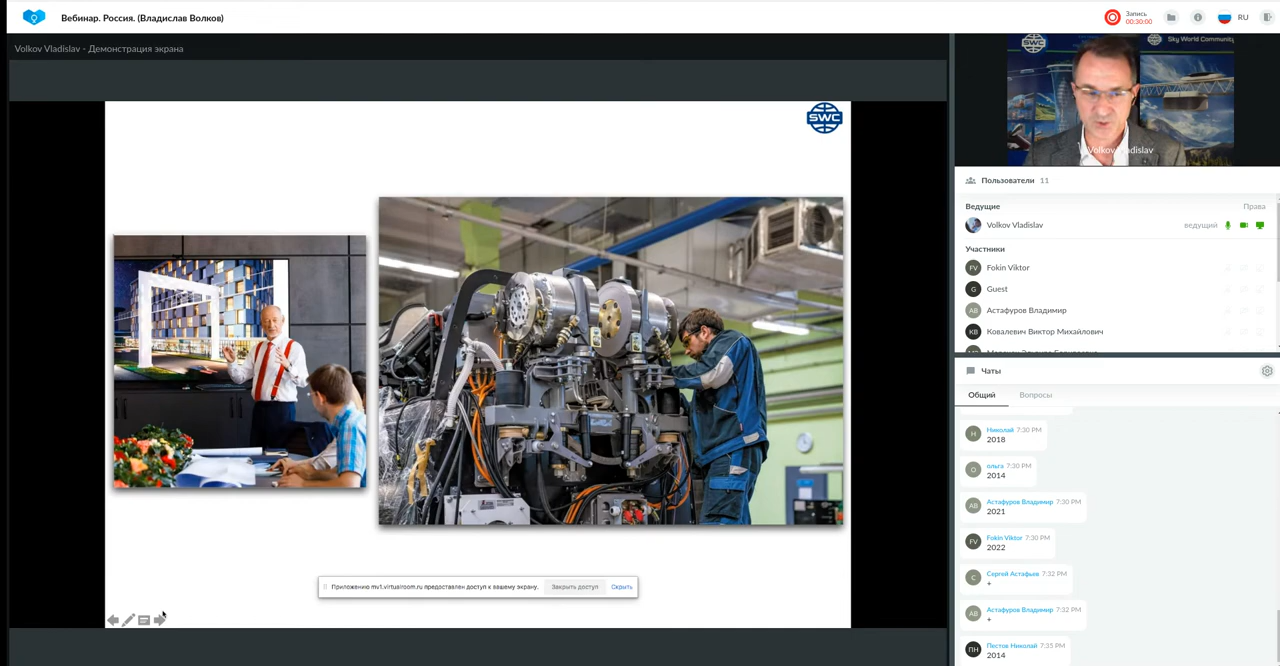 Вебинар. Россия. (Владислав Волков)
Запись
00:30:00
RU
Volkov Vladislav - Демонстрация экрана
SWC
SWC
Sky World Community
Volkov Vladislav
Пользователи 11
Ведущие Права
Volkov Vladislav ведущий
Участники
FV Fokin Viktor
G Guest
АВ Астафуров Владимир
КВ Ковалевич Виктор Михайлович
Чаты
Общий Вопросы
Н Николай 7:30 PM
2018
О ольга 7:30 PM
2014
АВ Астафуров Владимир 7:30 PM
2021
FV Fokin Viktor 7:30 PM
2022
С Сергей Астафьев 7:32 PM
+
АВ Астафуров Владимир 7:32 PM
+
ПН Пестов Николай 7:35 PM
2014
Приложению mv1.virtualroom.ru предоставлен доступ к вашему экрану. Закрыть доступ Скрыть